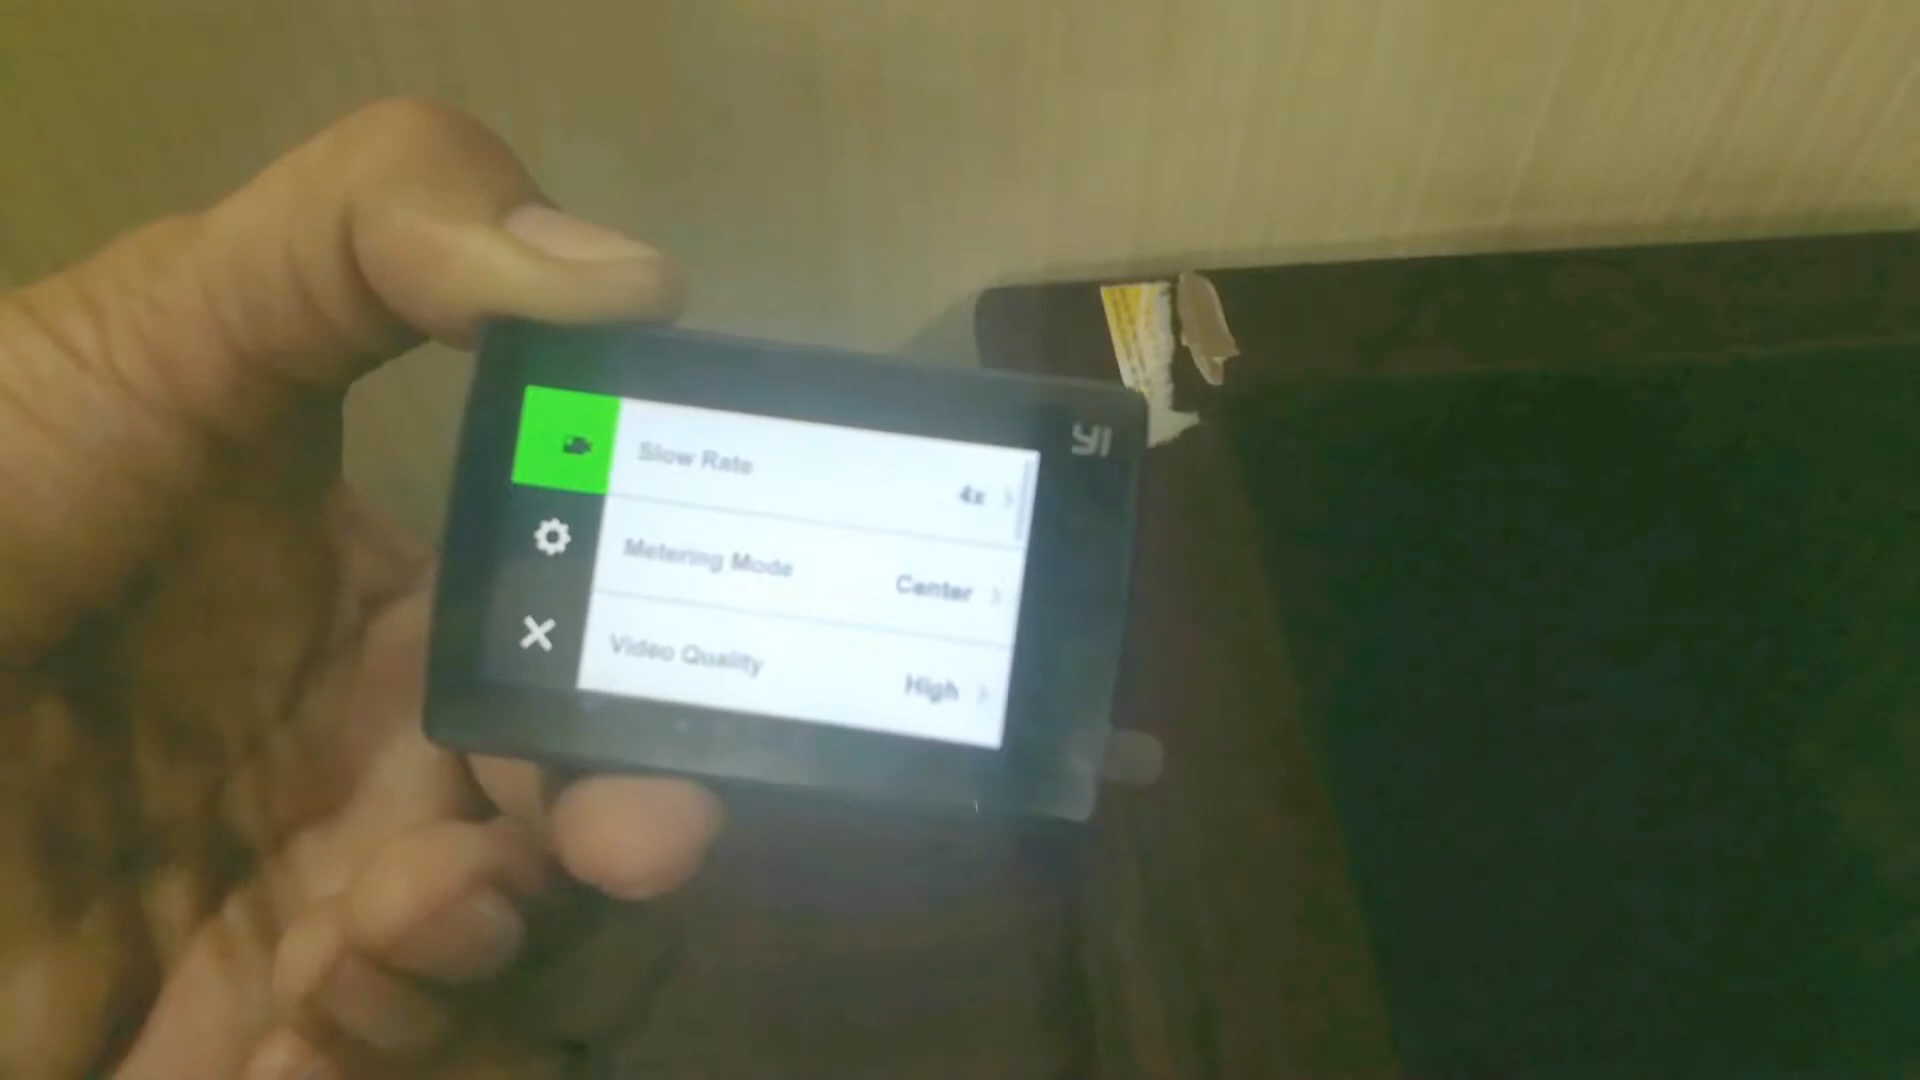 YI
Slow Rate
4x
Metering Mode
Center
Video Quality
High